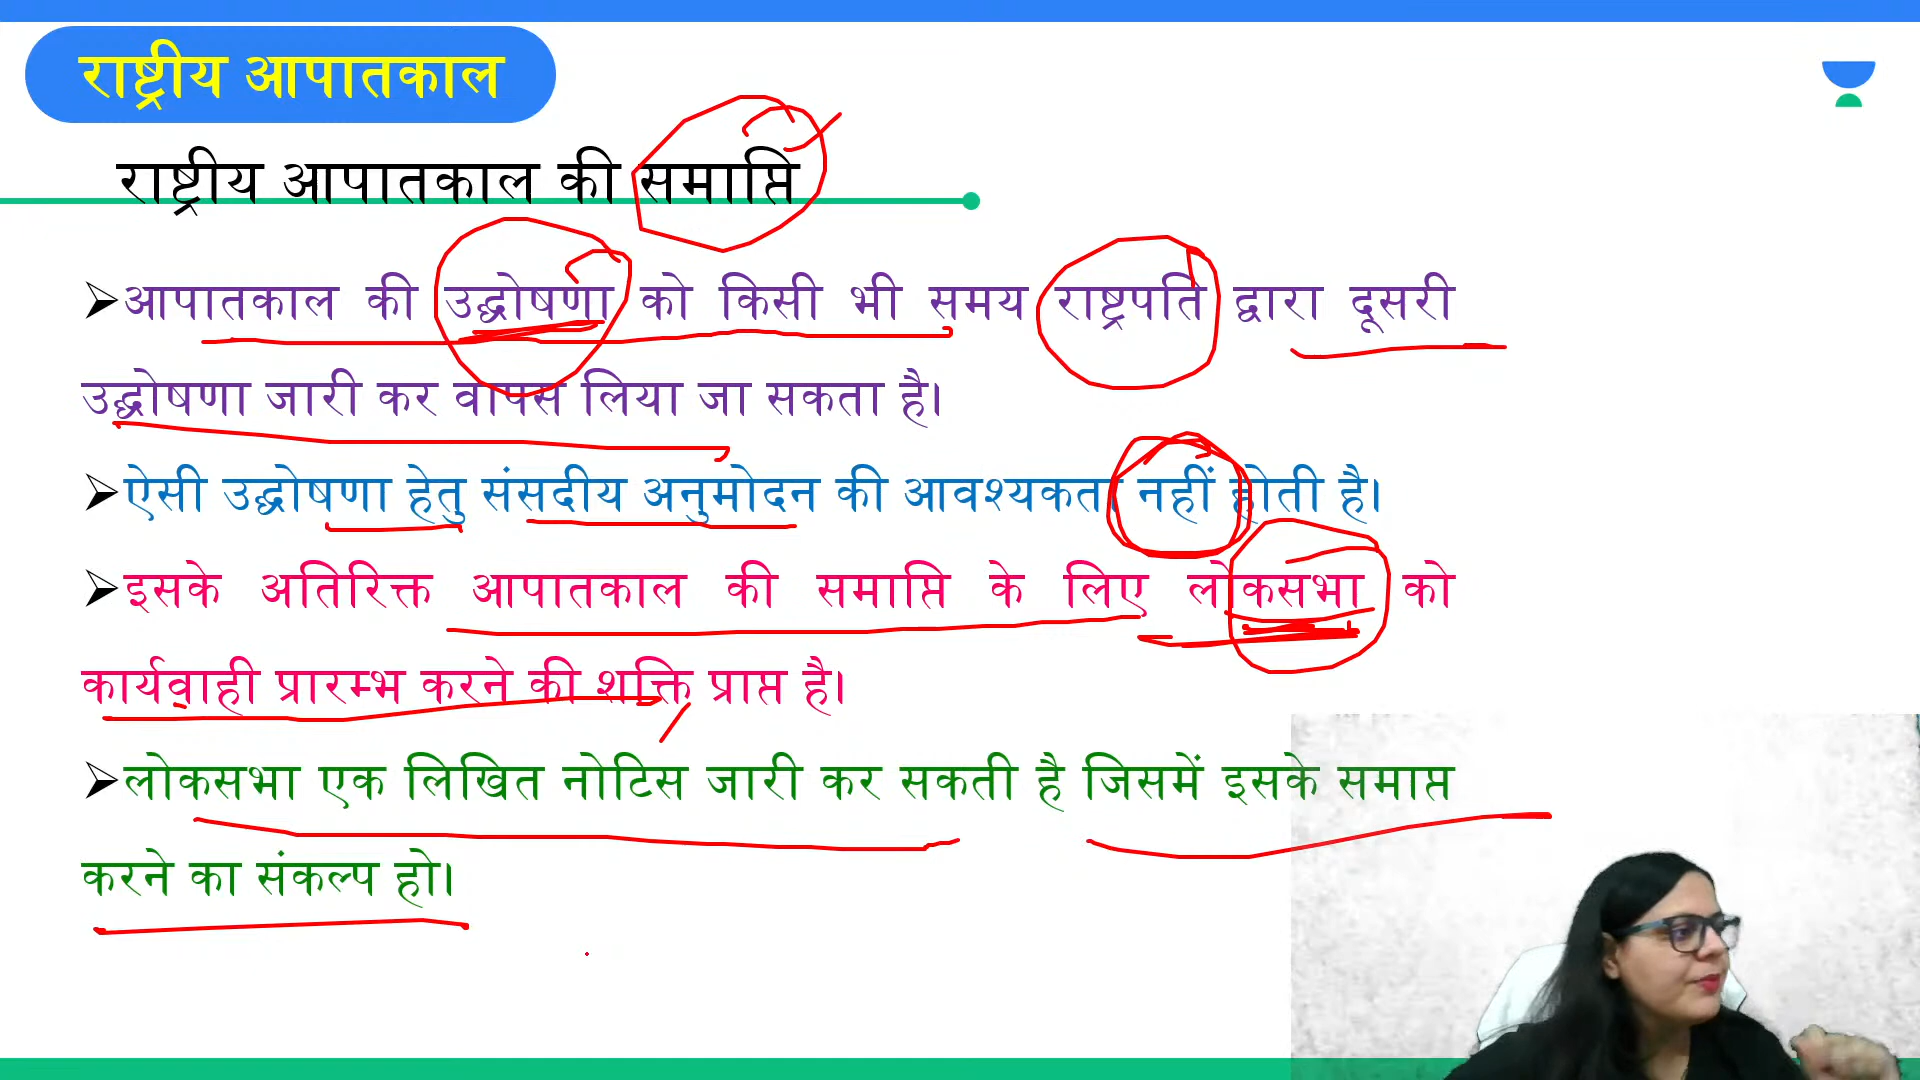 राष्ट्रीय आपातकाल
राष्ट्रीय आपातकाल की समाप्ति
➢आपातकाल की उद्घोषणा को किसी भी समय राष्ट्रपति द्वारा दूसरी
उद्घोषणा जारी कर वापस लिया जा सकता है।
➢ऐसी उद्घोषणा हेतु संसदीय अनुमोदन की आवश्यकता नहीं होती है।
➢इसके अतिरिक्त आपातकाल की समाप्ति के लिए लोकसभा को
कार्यवाही प्रारम्भ करने की शक्ति प्राप्त है।
➢लोकसभा एक लिखित नोटिस जारी कर सकती है जिसमें इसके समाप्त
करने का संकल्प हो।